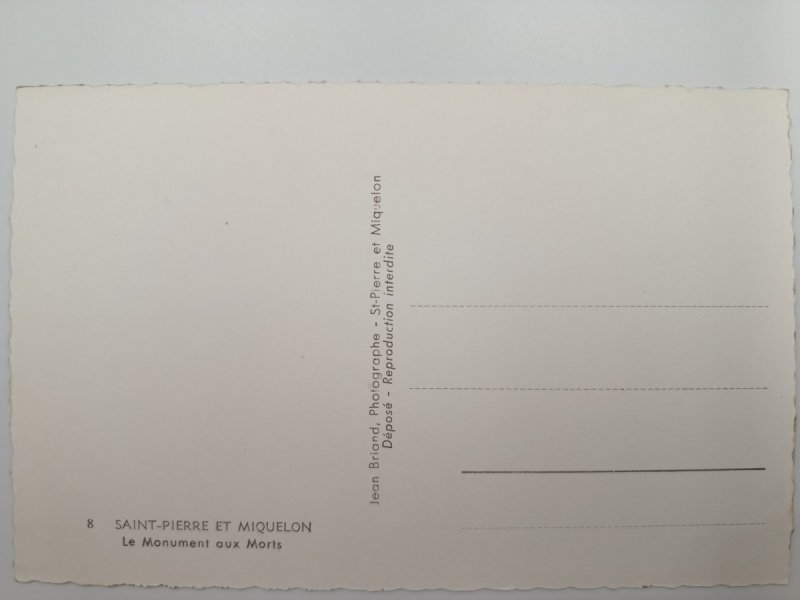 8 SAINT-PIERRE ET MIQUELON
Le Monument aux Morts
Jean Briand, Photographe - St-Pierre et Miquelon
Déposé - Reproduction interdite